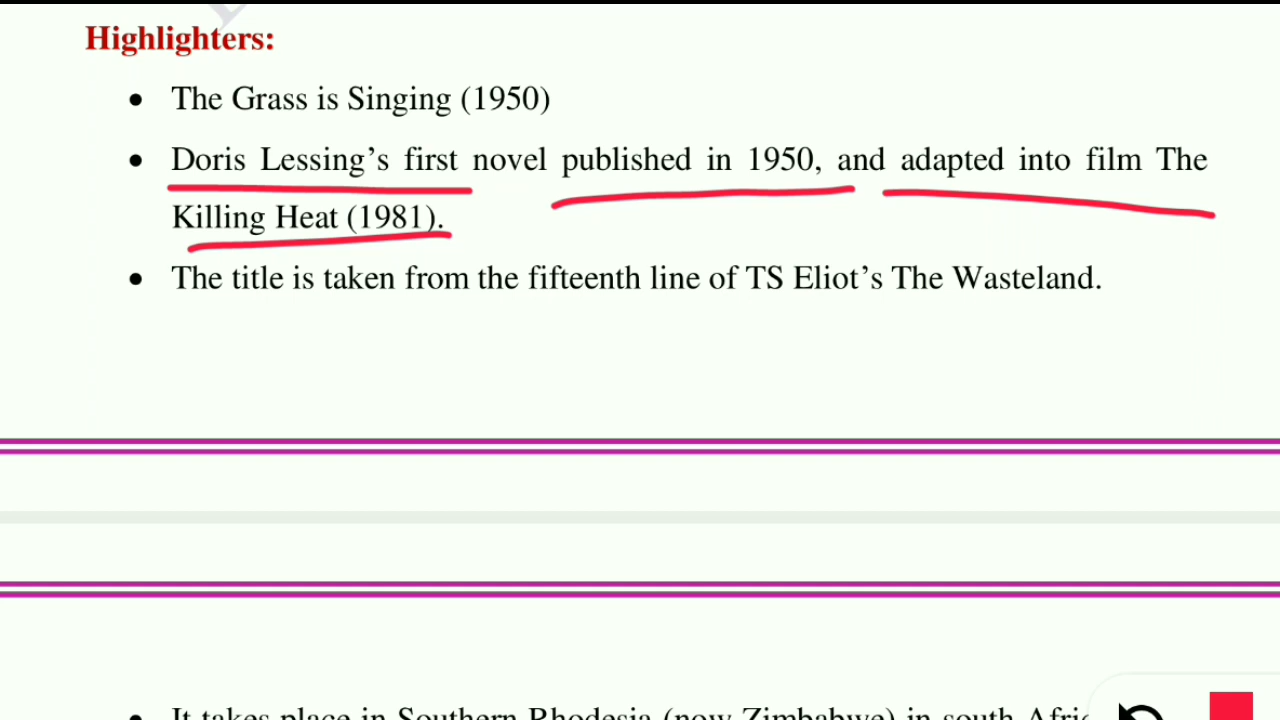 Highlighters:
• The Grass is Singing (1950)
• Doris Lessing’s first novel published in 1950, and adapted into film The
Killing Heat (1981).
• The title is taken from the fifteenth line of TS Eliot’s The Wasteland.
• It takes place in Southern Rhodesia (now Zimbabwe) in south